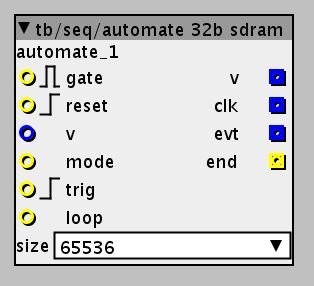 tb/seq/automate 32b sdram
automate_1
gate v
reset clk
v evt
mode end
trig
loop
size 65536